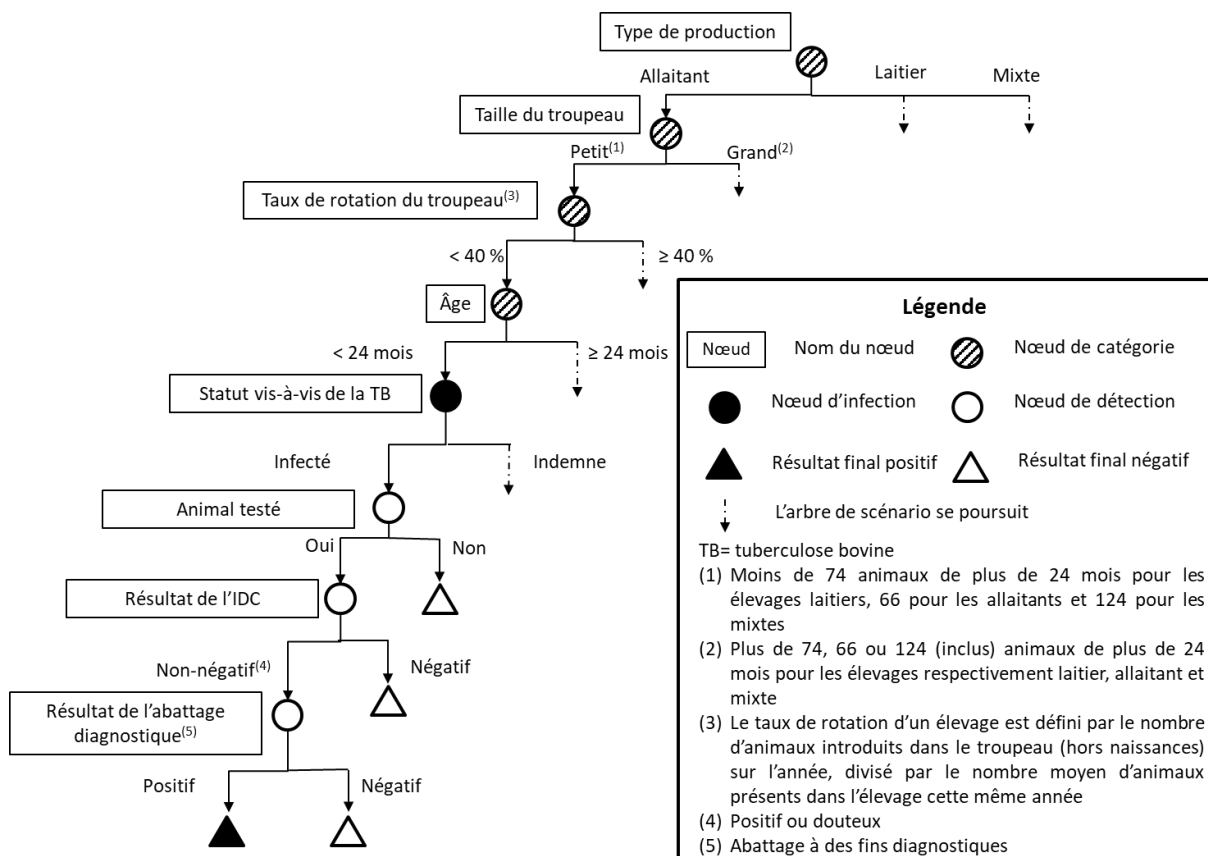 Type de production
Allaitant
Laitier
Mixte
Taille du troupeau
Petit(1)
Grand(2)
Taux de rotation du troupeau(3)
< 40 %
≥ 40 %
Âge
< 24 mois
≥ 24 mois
Statut vis-à-vis de la TB
Infecté
Indemne
Animal testé
Oui
Non
Résultat de l'IDC
Non-négatif(4)
Négatif
Résultat de l'abattage
diagnostique(5)
Positif
Négatif
Légende
Nœud
Nom du nœud
Nœud de catégorie
Nœud d'infection
Nœud de détection
Résultat final positif
Résultat final négatif
L'arbre de scénario se poursuit
TB= tuberculose bovine
(1) Moins de 74 animaux de plus de 24 mois pour les
élevages laitiers, 66 pour les allaitants et 124 pour les
mixtes
(2) Plus de 74, 66 ou 124 (inclus) animaux de plus de 24
mois pour les élevages respectivement laitier, allaitant et
mixte
(3) Le taux de rotation d'un élevage est défini par le nombre
d'animaux introduits dans le troupeau (hors naissances)
sur l'année, divisé par le nombre moyen d'animaux
présents dans l'élevage cette même année
(4) Positif ou douteux
(5) Abattage à des fins diagnostiques